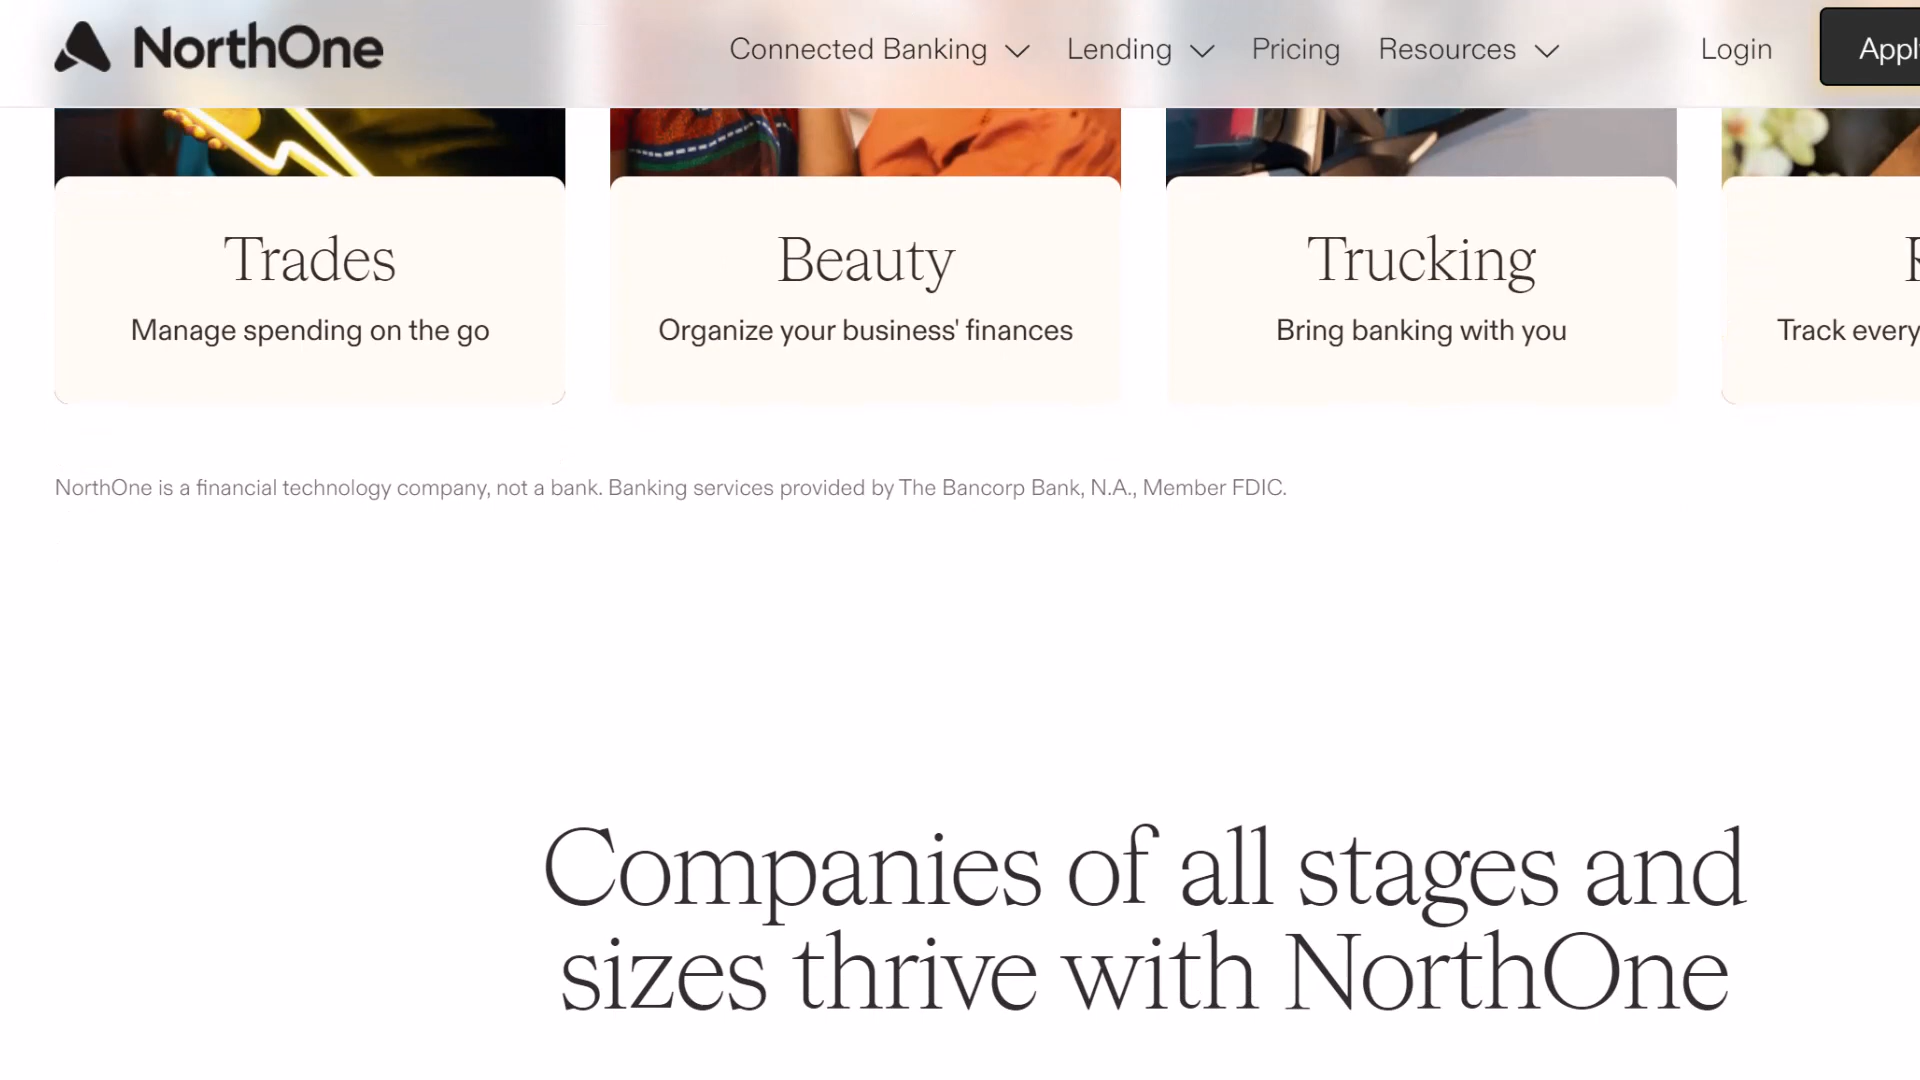 NorthOne
Connected Banking
Lending
Pricing
Resources
Login
Trades
Manage spending on the go
Beauty
Organize your business' finances
Trucking
Bring banking with you
Track every
NorthOne is a financial technology company, not a bank. Banking services provided by The Bancorp Bank, N.A., Member FDIC.
Companies of all stages and
sizes thrive with NorthOne